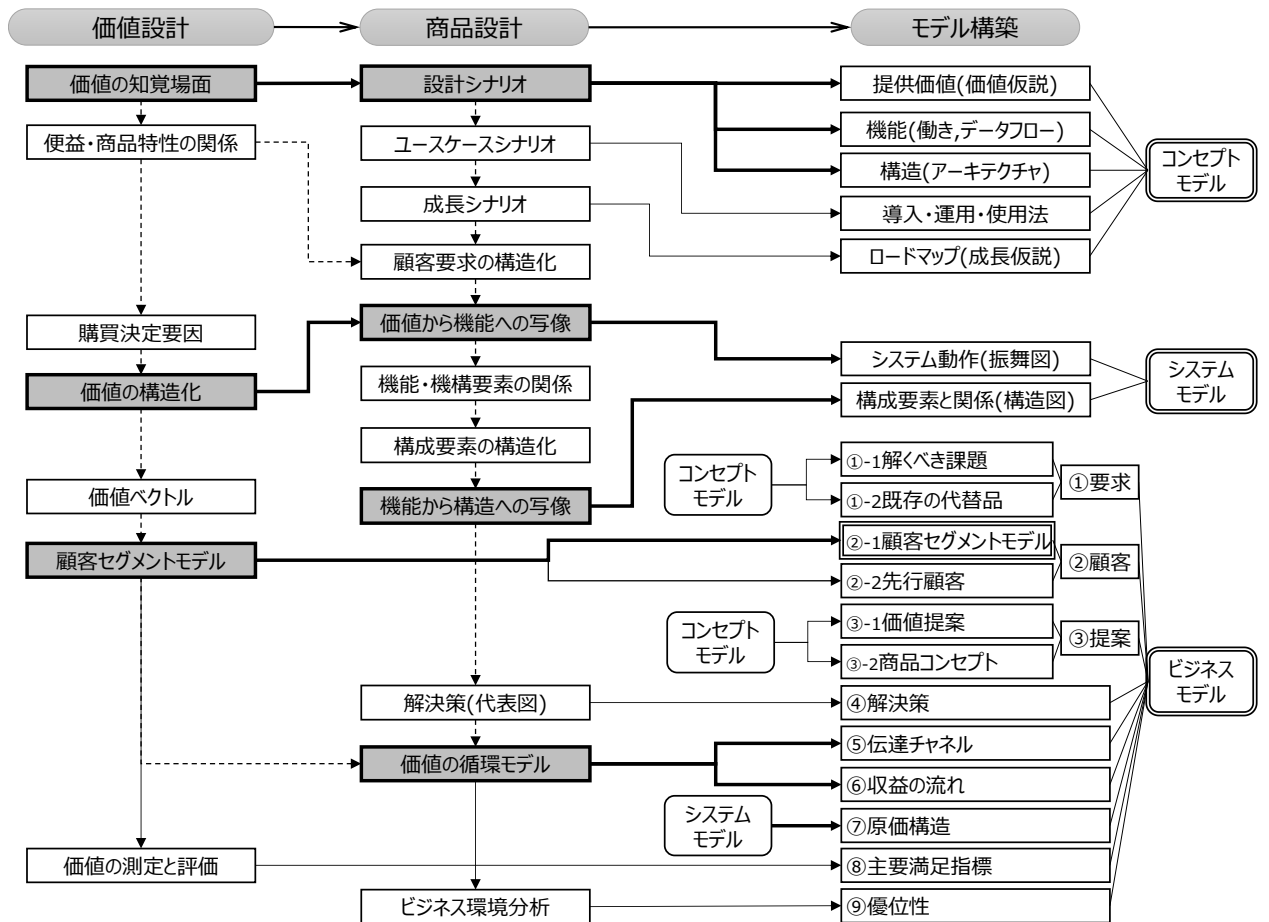 価値設計
商品設計
モデル構築
価値の知覚場面
便益・商品特性の関係
購買決定要因
価値の構造化
価値ベクトル
顧客セグメントモデル
価値の測定と評価
設計シナリオ
ユースケースシナリオ
成長シナリオ
顧客要求の構造化
価値から機能への写像
機能・機構要素の関係
構成要素の構造化
機能から構造への写像
解決策(代表図)
価値の循環モデル
ビジネス環境分析
提供価値(価値仮説)
機能(働き,データフロー)
構造(アーキテクチャ)
導入・運用・使用法
ロードマップ(成長仮説)
コンセプト
モデル
システム動作(振舞図)
構成要素と関係(構造図)
システム
モデル
コンセプト
モデル
①-1解くべき課題
①-2既存の代替品
①要求
②-1顧客セグメントモデル
②-2先行顧客
②顧客
コンセプト
モデル
③-1価値提案
③-2商品コンセプト
③提案
④解決策
⑤伝達チャネル
⑥収益の流れ
システム
モデル
⑦原価構造
⑧主要満足指標
⑨優位性
ビジネス
モデル